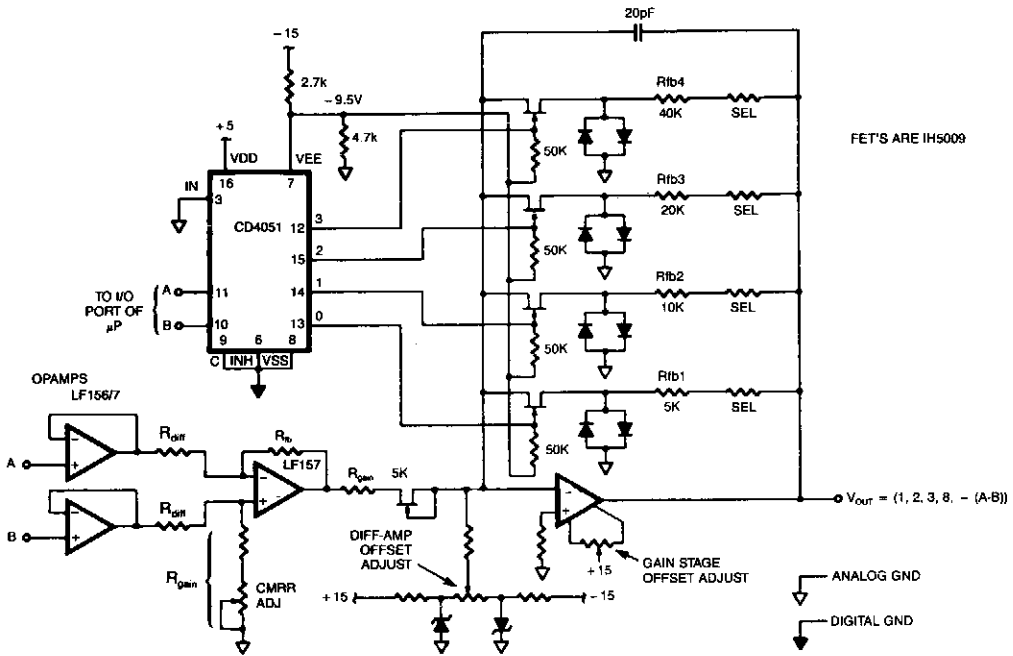 20pF
-15
2.7k
-9.5V
4.7k
+5
VDD
VEE
16
7
IN
3
CD4051
12
3
15
2
14
1
13
0
TO I/O
PORT OF
µP
A
11
B
10
9
6
8
C
INH
VSS
Rfb4
40K
SEL
50K
FET'S ARE IH5009
Rfb3
20K
SEL
50K
Rfb2
10K
SEL
50K
Rfb1
5K
SEL
50K
OPAMPS
LF156/7
A
Rdiff
Rfb
LF157
Rgain
5K
B
Rdiff
Rgain
CMRR
ADJ
DIFF-AMP
OFFSET
ADJUST
+15
-15
+15
GAIN STAGE
OFFSET ADJUST
VOUT = (1, 2, 3, 8, - (A-B))
ANALOG GND
DIGITAL GND